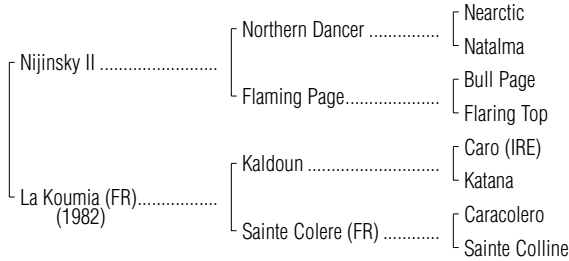 Nearctic
Northern Dancer ...............
Natalma
Nijinsky II .........................
Bull Page
Flaming Page....................
Flaring Top
Caro (IRE)
Kaldoun ............................
Katana
La Koumia (FR).................
(1982)
Caracolero
Sainte Colere (FR) ............
Sainte Colline